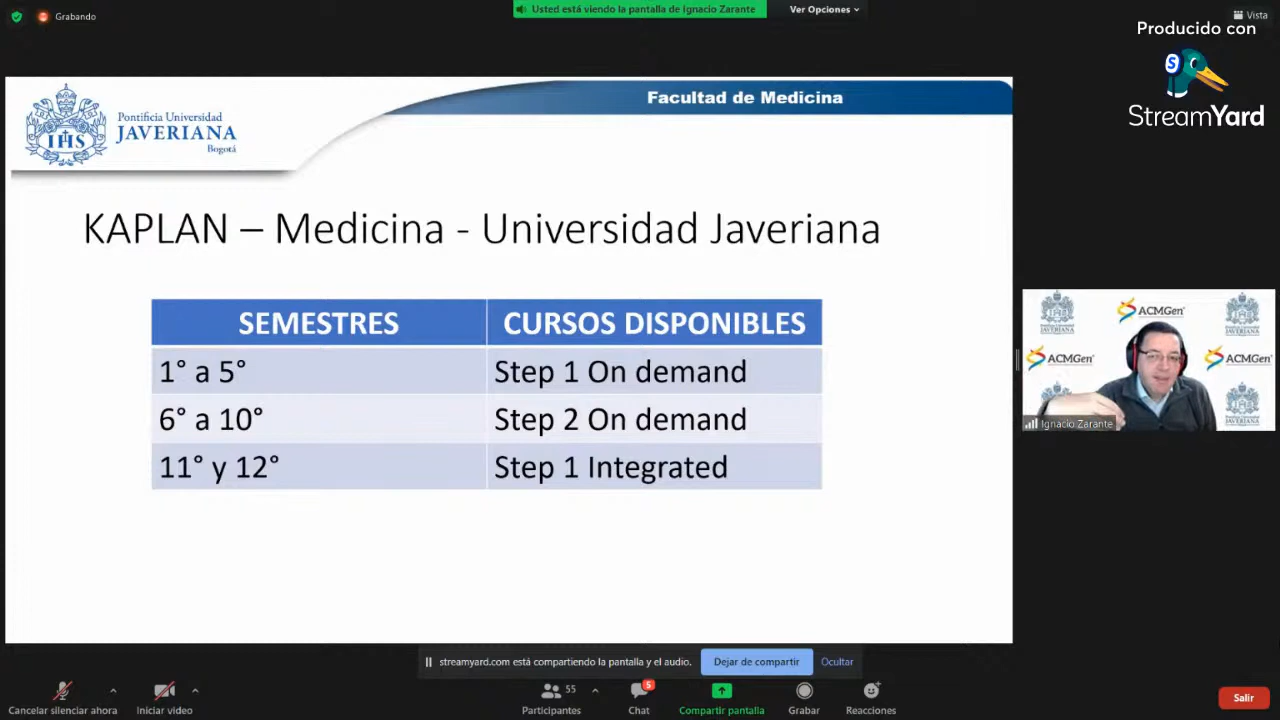 Grabando
Usted está viendo la pantalla de Ignacio Zarante
Ver Opciones
Vista
Producido con
StreamYard
Pontificia Universidad
JAVERIANA
Bogotá
IHS
Facultad de Medicina
KAPLAN – Medicina - Universidad Javeriana
SEMESTRES CURSOS DISPONIBLES
1° a 5° Step 1 On demand
6° a 10° Step 2 On demand
11° y 12° Step 1 Integrated
ACMGen
ACMGen
ACMGen
Ignacio Zarante
streamyard.com está compartiendo la pantalla y el audio.
Dejar de compartir
Ocultar
55
5
Cancelar silenciar ahora
Iniciar video
Participantes
Chat
Compartir pantalla
Grabar
Reacciones
Salir